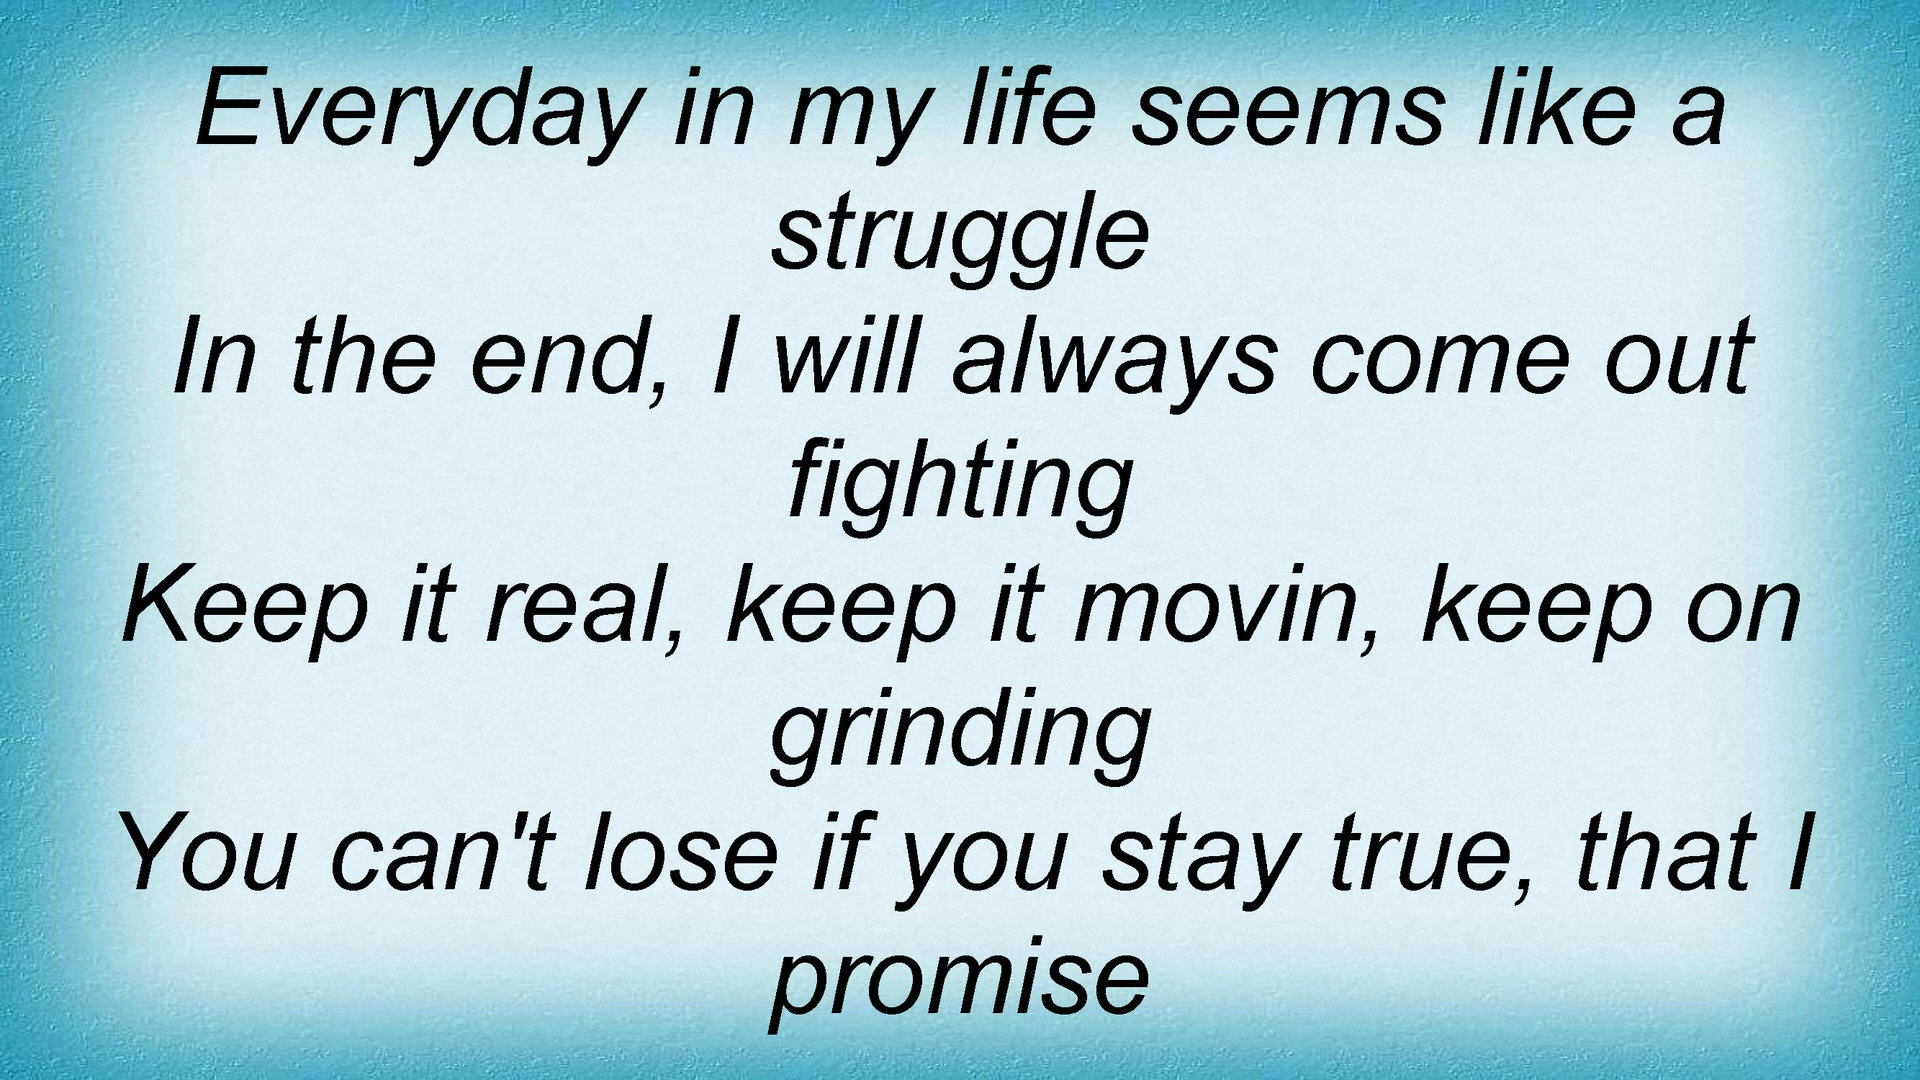 Everyday in my life seems like a
struggle
In the end, I will always come out
fighting
Keep it real, keep it movin, keep on
grinding
You can't lose if you stay true, that I
promise